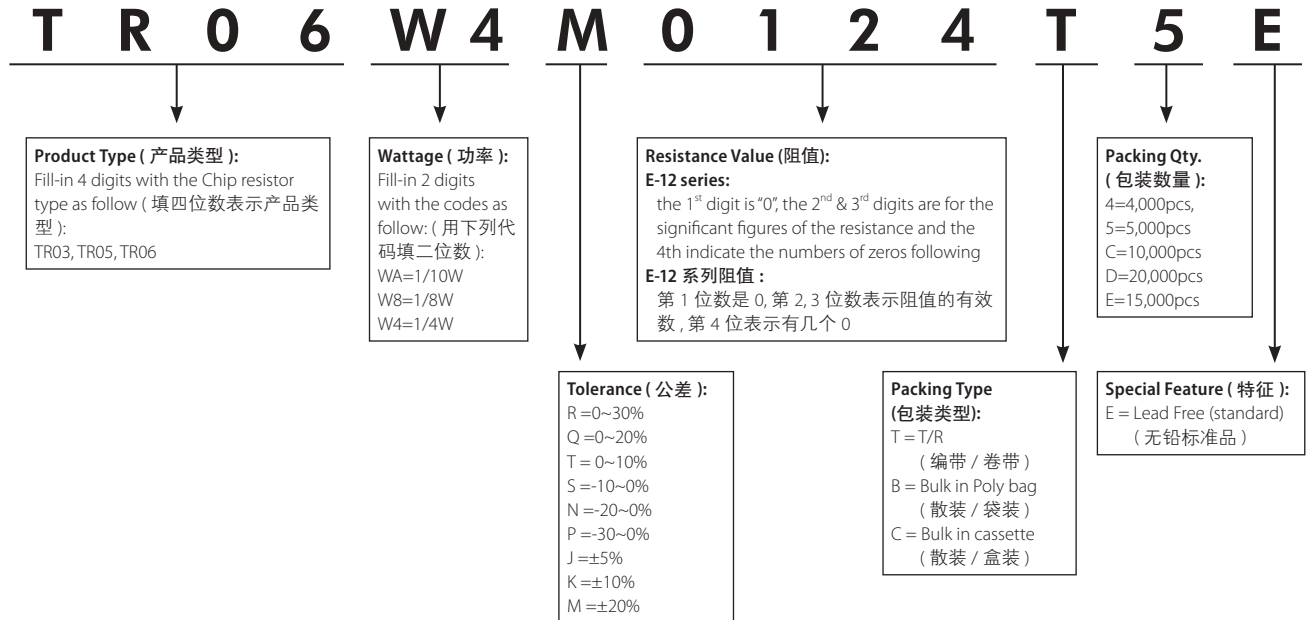 T R 0 6 W 4 M 0 1 2 4 T 5 E
Product Type ( 产品类型 ):
Fill-in 4 digits with the Chip resistor
type as follow ( 填四位数表示产品类
型 ):
TR03, TR05, TR06
Wattage ( 功率 ):
Fill-in 2 digits
with the codes as
follow: ( 用下列代
码填二位数 ):
WA=1/10W
W8=1/8W
W4=1/4W
Resistance Value (阻值):
E-12 series:
the 1st digit is "0", the 2nd & 3rd digits are for the
significant figures of the resistance and the
4th indicate the numbers of zeros following
E-12 系列阻值 :
第 1 位数是 0, 第 2, 3 位数表示阻值的有效
数 , 第 4 位表示有几个 0
Packing Qty.
( 包装数量 ):
4=4,000pcs,
5=5,000pcs
C=10,000pcs
D=20,000pcs
E=15,000pcs
Tolerance ( 公差 ):
R =0~30%
Q =0~20%
T = 0~10%
S =-10~0%
N =-20~0%
P =-30~0%
J =±5%
K =±10%
M =±20%
Packing Type
(包装类型):
T = T/R
( 编带 / 卷带 )
B = Bulk in Poly bag
( 散装 / 袋装 )
C = Bulk in cassette
( 散装 / 盒装 )
Special Feature ( 特征 ):
E = Lead Free (standard)
( 无铅标准品 )